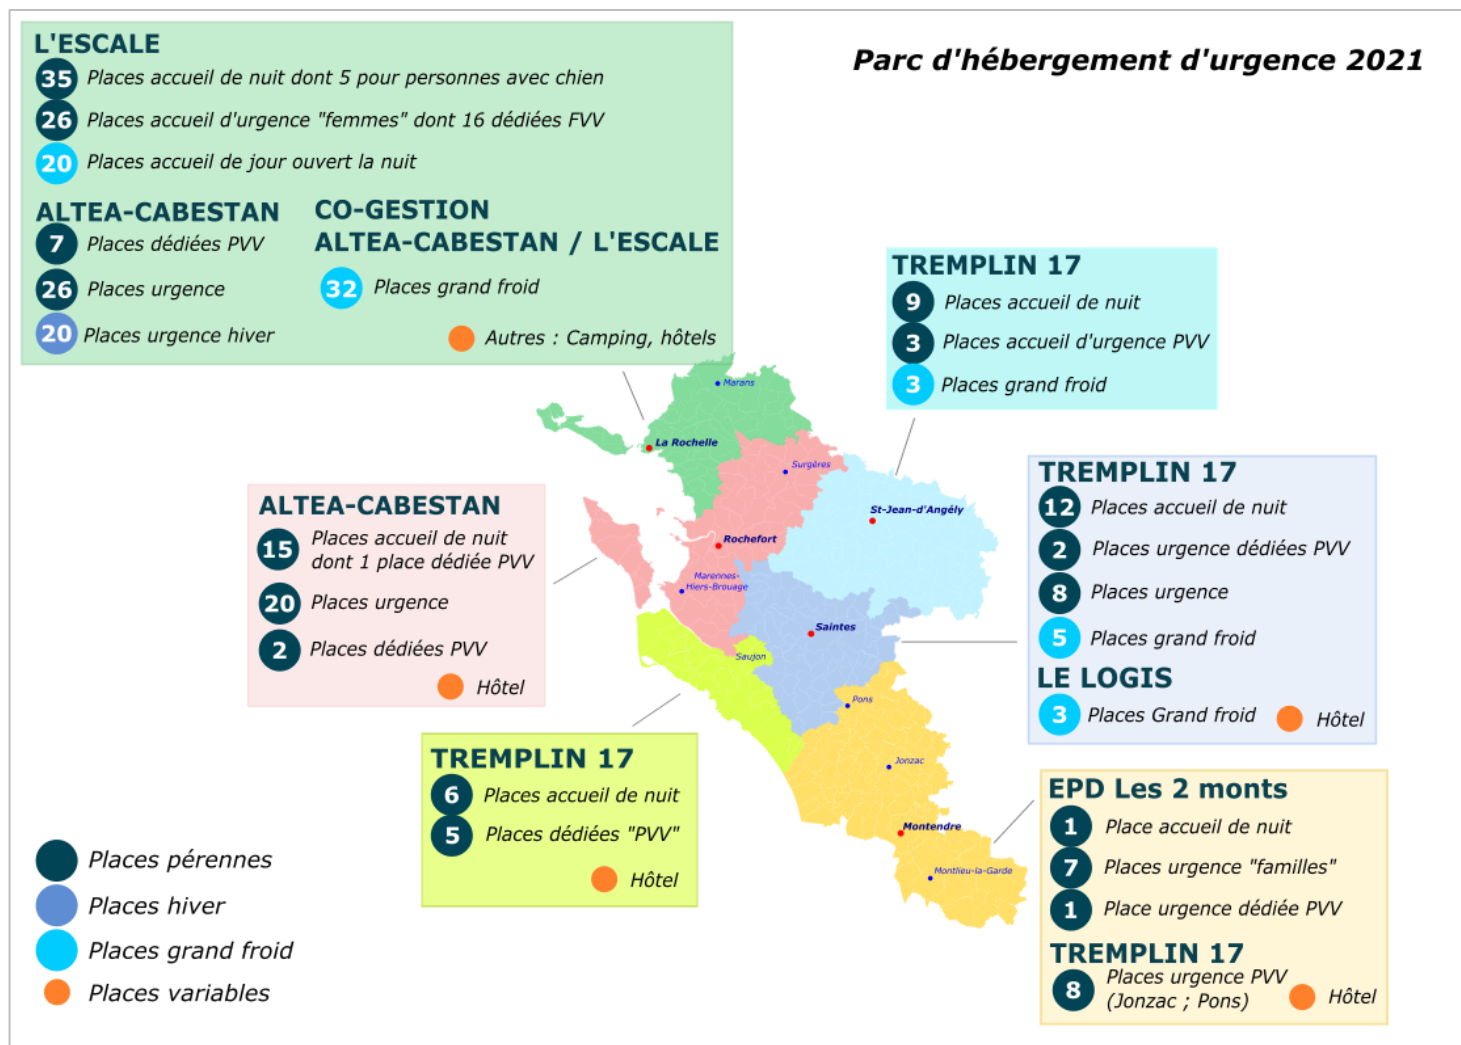 Parc d'hébergement d'urgence 2021
L'ESCALE
35 Places accueil de nuit dont 5 pour personnes avec chien
26 Places accueil d'urgence "femmes" dont 16 dédiées FVV
20 Places accueil de jour ouvert la nuit
ALTEA-CABESTAN
7 Places dédiées PVV
26 Places urgence
20 Places urgence hiver
CO-GESTION
ALTEA-CABESTAN / L'ESCALE
32 Places grand froid
Autres : Camping, hôtels
TREMPLIN 17
9 Places accueil de nuit
3 Places accueil d'urgence PVV
3 Places grand froid
Marans
La Rochelle
Surgères
St-Jean-d'Angély
Rochefort
Marennes-
Hiers-Brouage
Saintes
Saujon
Pons
Jonzac
Montendre
Montlieu-la-Garde
ALTEA-CABESTAN
15 Places accueil de nuit
dont 1 place dédiée PVV
20 Places urgence
2 Places dédiées PVV
Hôtel
TREMPLIN 17
12 Places accueil de nuit
2 Places urgence dédiées PVV
8 Places urgence
5 Places grand froid
LE LOGIS
3 Places Grand froid
Hôtel
TREMPLIN 17
6 Places accueil de nuit
5 Places dédiées "PVV"
Hôtel
EPD Les 2 monts
1 Place accueil de nuit
7 Places urgence "familles"
1 Place urgence dédiée PVV
TREMPLIN 17
8 Places urgence PVV
(Jonzac ; Pons)
Hôtel
Places pérennes
Places hiver
Places grand froid
Places variables